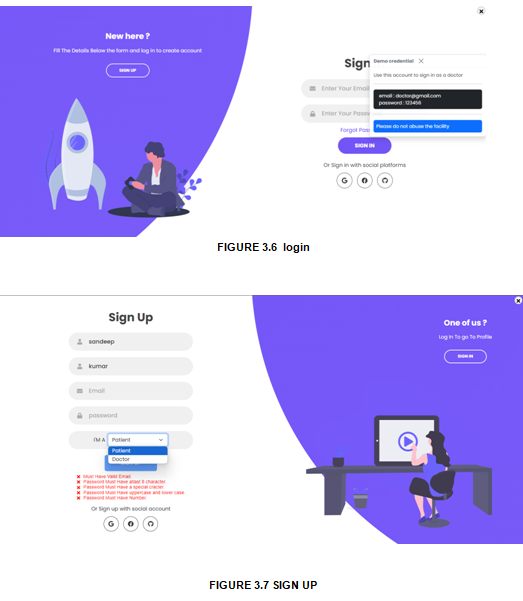 New here ?
Fill The Details Below the form and log in to create account
SIGN UP
Sign
Demo credential
Use this account to sign in as a doctor
Enter Your Email
email : doctor@gmail.com
password : 123456
Enter Your Passw
Please do not abuse the facility
Forgot Pas
SIGN IN
Or Sign in with social platforms
G
FIGURE 3.6 login
Sign Up
One of us ?
sandeep
Log In To go To Profile
kumar
SIGN IN
Email
password
I'M A Patient
Patient
Doctor
Must Have Valid Email
Password Must Have atlast 8 character
Password Must Have a special chacter
Password Must Have uppercase and lower case
Password Must Have Number
Or Sign up with social account
G
FIGURE 3.7 SIGN UP